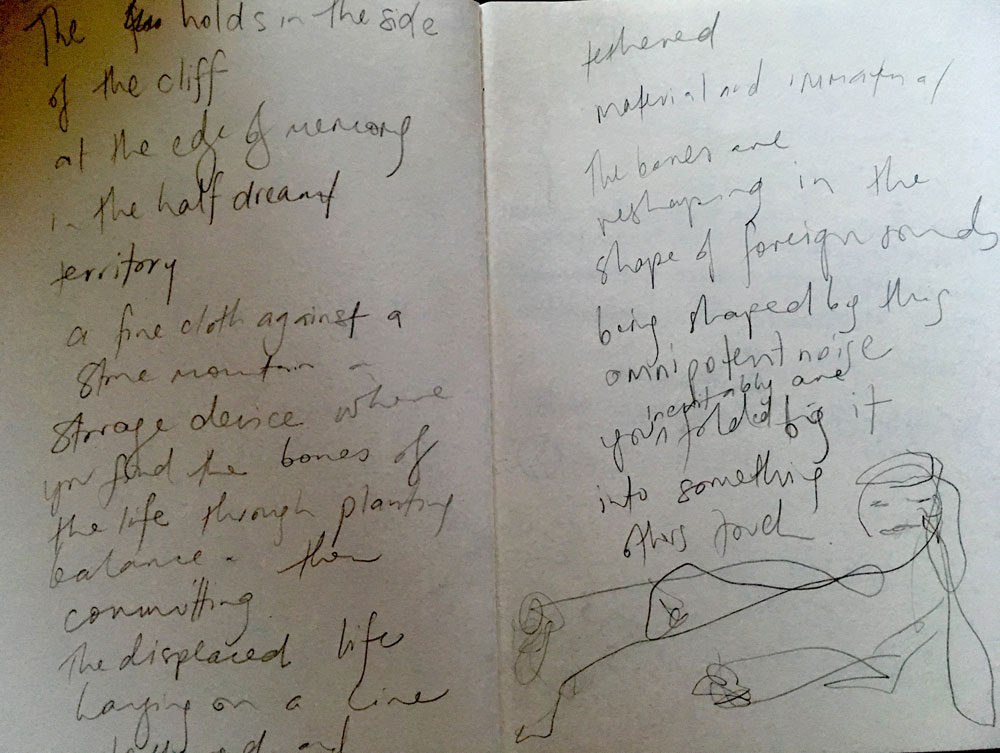 The holds in the side
of the cliff
at the edge of memory
in the half dreamt
territory
a fine cloth against a
stone mountain a
storage device where
you find the bones of
the life through planting
balance. then
committing
The displaced life
hanging on a line
and
tethered
material and immaterial
The bones are
reshaping in the
shape of foreign sounds
being shaped by this
omnipotent noise
inevitably are
you folded by it
into something
others touch.